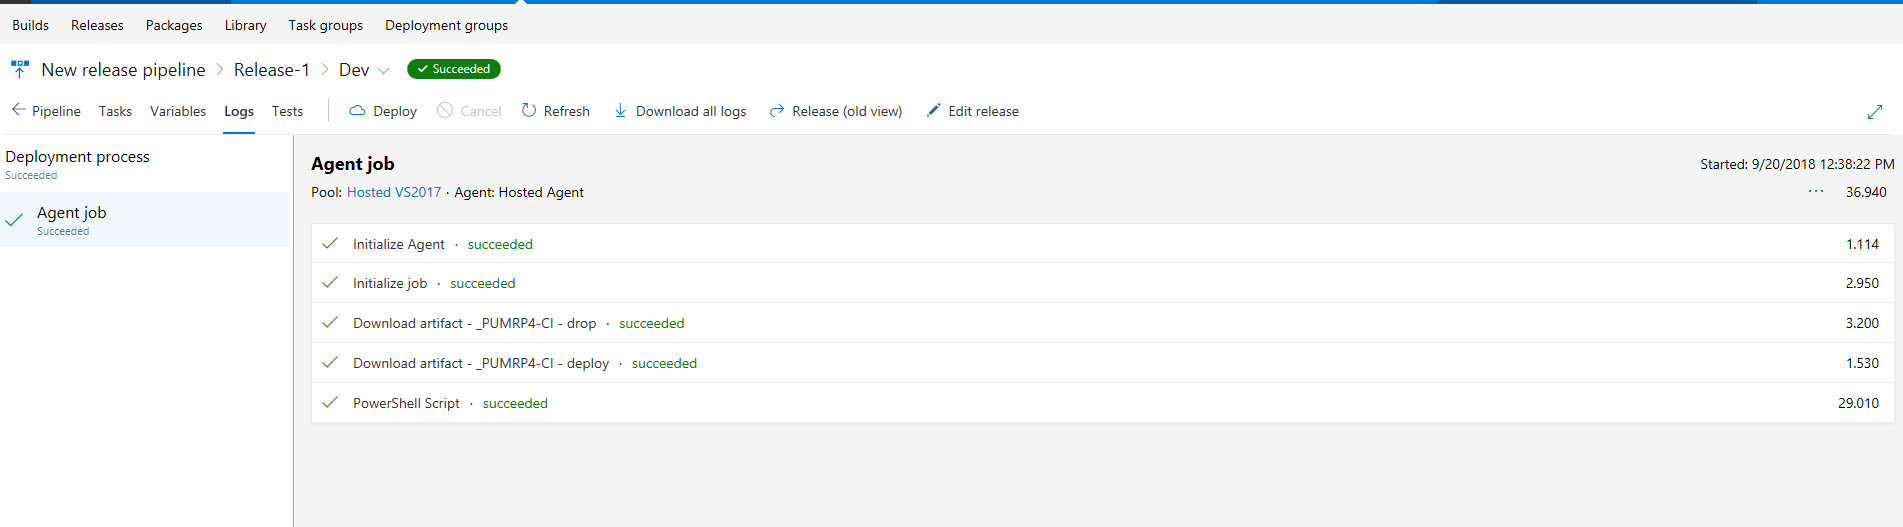 Builds Releases Packages Library Task groups Deployment groups
New release pipeline > Release-1 > Dev Succeeded
Pipeline Tasks Variables Logs Tests Deploy Cancel Refresh Download all logs Release (old view) Edit release
Deployment process
Succeeded
Agent job
Succeeded
Agent job Started: 9/20/2018 12:38:22 PM
Pool: Hosted VS2017 · Agent: Hosted Agent ··· 36.940
Initialize Agent · succeeded 1.114
Initialize job · succeeded 2.950
Download artifact - _PUMRP4-CI - drop · succeeded 3.200
Download artifact - _PUMRP4-CI - deploy · succeeded 1.530
PowerShell Script · succeeded 29.010